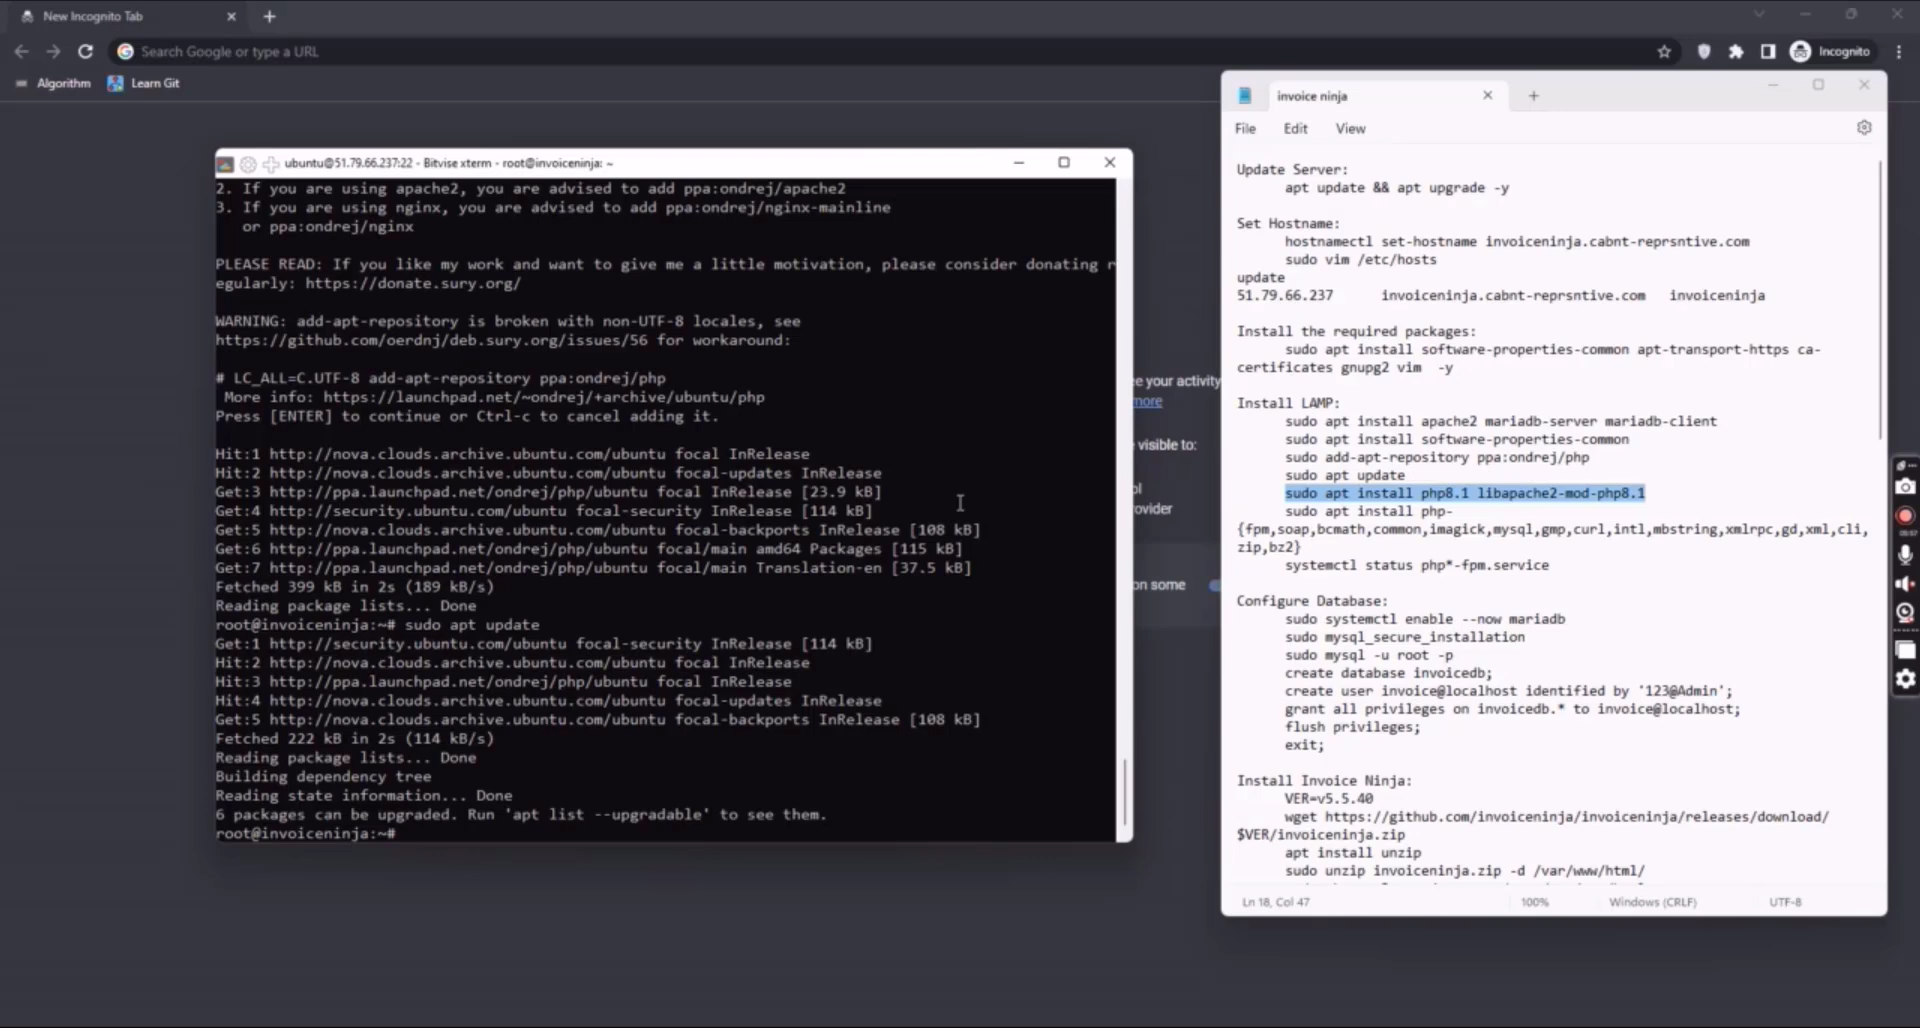 New Incognito Tab
Search Google or type a URL
Incognito
Algorithm
Learn Git
ubuntu@51.79.66.237:22 - Bitvise xterm - root@invoiceninja: ~
2. If you are using apache2, you are advised to add ppa:ondrej/apache2
3. If you are using nginx, you are advised to add ppa:ondrej/nginx-mainline
or ppa:ondrej/nginx
PLEASE READ: If you like my work and want to give me a little motivation, please consider donating r
egularly: https://donate.sury.org/
WARNING: add-apt-repository is broken with non-UTF-8 locales, see
https://github.com/oerdnj/deb.sury.org/issues/56 for workaround:
# LC_ALL=C.UTF-8 add-apt-repository ppa:ondrej/php
More info: https://launchpad.net/~ondrej/+archive/ubuntu/php
Press [ENTER] to continue or Ctrl-c to cancel adding it.
Hit:1 http://nova.clouds.archive.ubuntu.com/ubuntu focal InRelease
Hit:2 http://nova.clouds.archive.ubuntu.com/ubuntu focal-updates InRelease
Get:3 http://ppa.launchpad.net/ondrej/php/ubuntu focal InRelease [23.9 kB]
Get:4 http://security.ubuntu.com/ubuntu focal-security InRelease [114 kB]
Get:5 http://nova.clouds.archive.ubuntu.com/ubuntu focal-backports InRelease [108 kB]
Get:6 http://ppa.launchpad.net/ondrej/php/ubuntu focal/main amd64 Packages [115 kB]
Get:7 http://ppa.launchpad.net/ondrej/php/ubuntu focal/main Translation-en [37.5 kB]
Fetched 399 kB in 2s (189 kB/s)
Reading package lists... Done
root@invoiceninja:~# sudo apt update
Get:1 http://security.ubuntu.com/ubuntu focal-security InRelease [114 kB]
Hit:2 http://nova.clouds.archive.ubuntu.com/ubuntu focal InRelease
Hit:3 http://ppa.launchpad.net/ondrej/php/ubuntu focal InRelease
Hit:4 http://nova.clouds.archive.ubuntu.com/ubuntu focal-updates InRelease
Get:5 http://nova.clouds.archive.ubuntu.com/ubuntu focal-backports InRelease [108 kB]
Fetched 222 kB in 2s (114 kB/s)
Reading package lists... Done
Building dependency tree
Reading state information... Done
6 packages can be upgraded. Run 'apt list --upgradable' to see them.
root@invoiceninja:~#
ee your activity
more
visible to:
ol
rovider
on some
invoice ninja
File Edit View
Update Server:
apt update && apt upgrade -y
Set Hostname:
hostnamectl set-hostname invoiceninja.cabnt-reprsntive.com
sudo vim /etc/hosts
update
51.79.66.237 invoiceninja.cabnt-reprsntive.com invoiceninja
Install the required packages:
sudo apt install software-properties-common apt-transport-https ca-
certificates gnupg2 vim -y
Install LAMP:
sudo apt install apache2 mariadb-server mariadb-client
sudo apt install software-properties-common
sudo add-apt-repository ppa:ondrej/php
sudo apt update
sudo apt install php8.1 libapache2-mod-php8.1
sudo apt install php-
{fpm,soap,bcmath,common,imagick,mysql,gmp,curl,intl,mbstring,xmlrpc,gd,xml,cli,
zip,bz2}
systemctl status php*-fpm.service
Configure Database:
sudo systemctl enable --now mariadb
sudo mysql_secure_installation
sudo mysql -u root -p
create database invoicedb;
create user invoice@localhost identified by '123@Admin';
grant all privileges on invoicedb.* to invoice@localhost;
flush privileges;
exit;
Install Invoice Ninja:
VER=v5.5.40
wget https://github.com/invoiceninja/invoiceninja/releases/download/
$VER/invoiceninja.zip
apt install unzip
sudo unzip invoiceninja.zip -d /var/www/html/
Ln 18, Col 47
100%
Windows (CRLF)
UTF-8